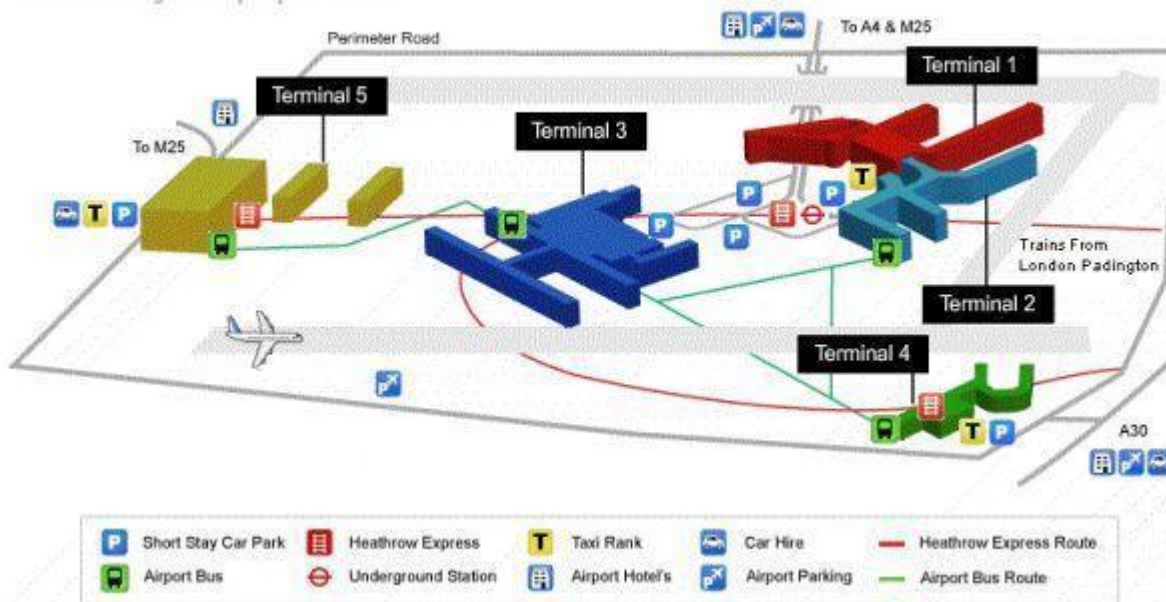 To A4 & M25
Perimeter Road
Terminal 1
Terminal 5
Terminal 3
To M25
T
P
P
P
T
P
P
Trains From
London Padington
Terminal 2
Terminal 4
P
T
P
A30
P
P Short Stay Car Park
Heathrow Express
T Taxi Rank
Car Hire
Heathrow Express Route
Airport Bus
Underground Station
Airport Hotel's
P Airport Parking
Airport Bus Route